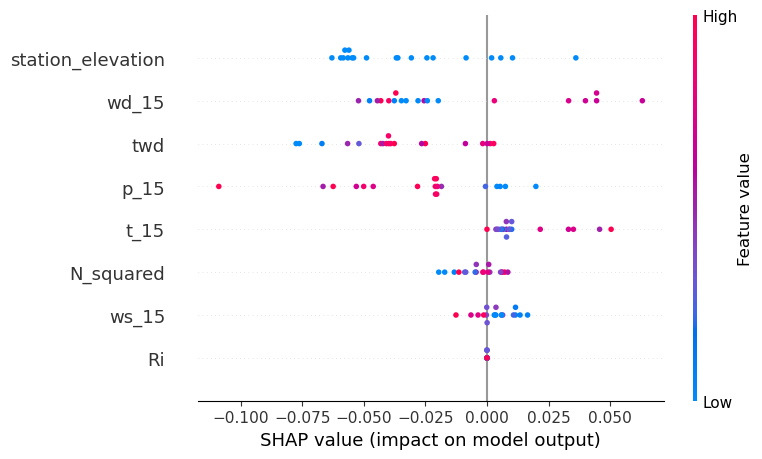 High
station_elevation
wd_15
twd
p_15
t_15
N_squared
ws_15
Ri
Feature value
Low
−0.100 −0.075 −0.050 −0.025 0.000 0.025 0.050
SHAP value (impact on model output)